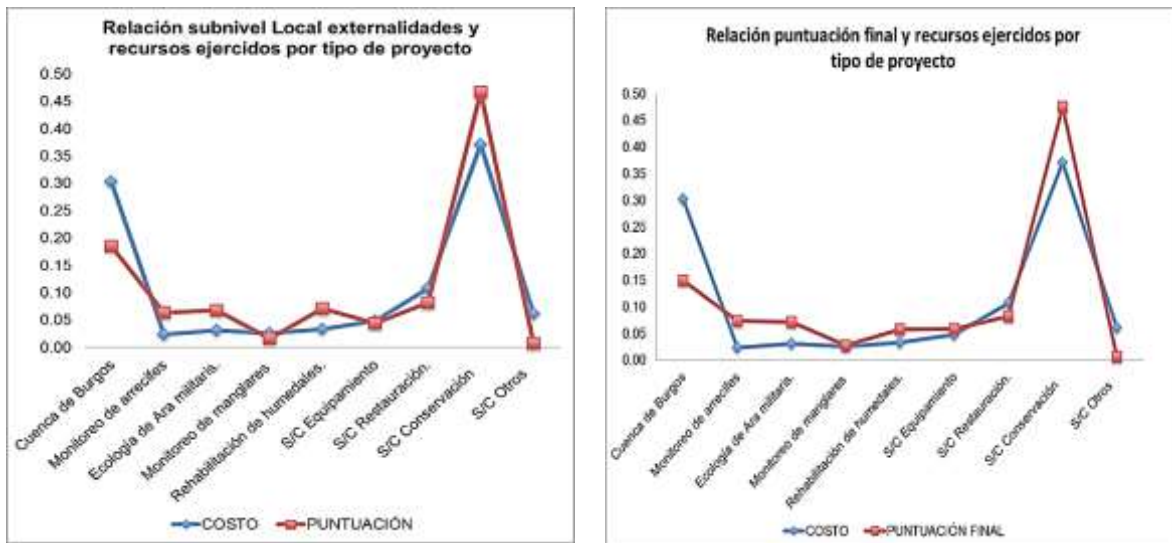 Relación subnivel Local externalidades y
recursos ejercidos por tipo de proyecto
0.50
0.45
0.40
0.35
0.30
0.25
0.20
0.15
0.10
0.05
0.00
Cuenca de Burgos
Monitoreo de arrecifes
Ecología de Ara militaris.
Monitoreo de manglares
Rehabilitación de humedales.
S/C Equipamiento
S/C Restauración.
S/C Conservación
S/C Otros
COSTO
PUNTUACIÓN
Relación puntuación final y recursos ejercidos por
tipo de proyecto
0.50
0.45
0.40
0.35
0.30
0.25
0.20
0.15
0.10
0.05
0.00
Cuenca de Burgos
Monitoreo de arrecifes
Ecología de Ara militaris.
Monitoreo de manglares
Rehabilitación de humedales.
S/C Equipamiento
S/C Restauración.
S/C Conservación
S/C Otros
COSTO
PUNTUACIÓN FINAL